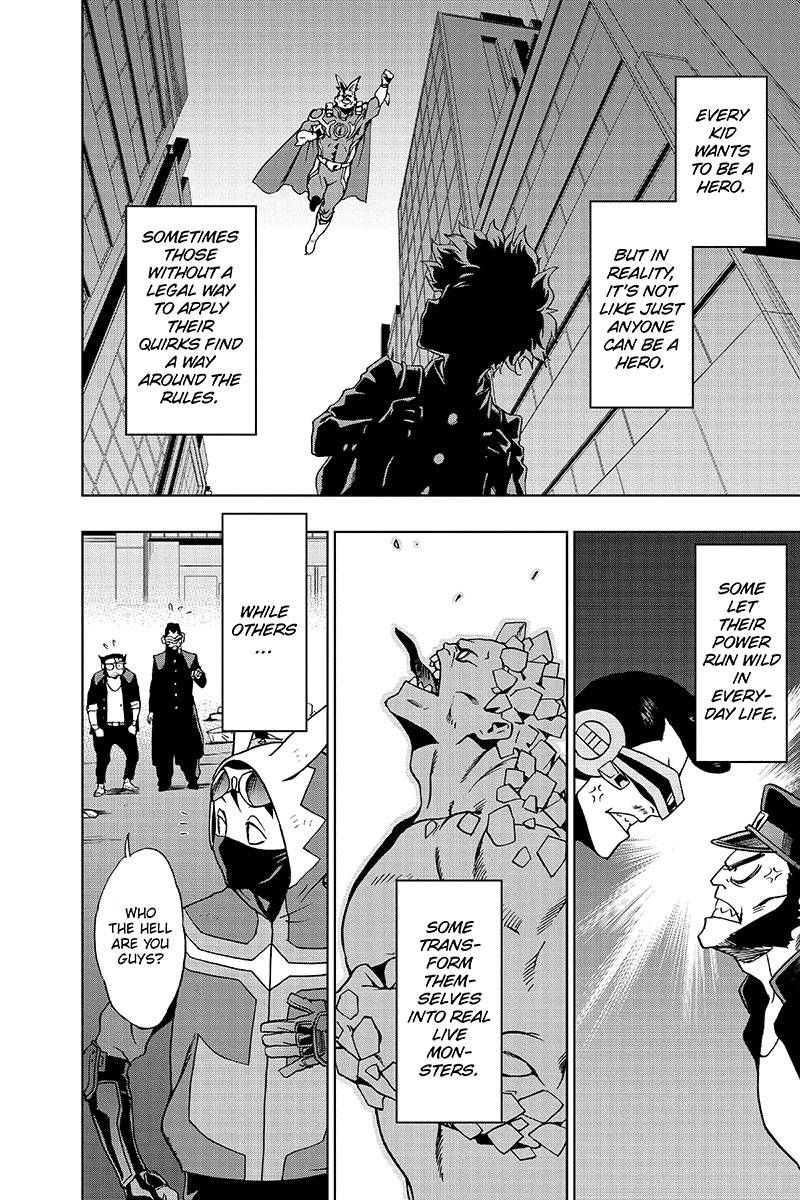 EVERY
KID
WANTS
TO BE A
HERO.
BUT IN
REALITY,
IT'S NOT
LIKE JUST
ANYONE
CAN BE A
HERO.
SOMETIMES
THOSE
WITHOUT A
LEGAL WAY
TO APPLY
THEIR
QUIRKS FIND
A WAY
AROUND THE
RULES.
SOME
LET
THEIR
POWER
RUN WILD
IN
EVERY-
DAY LIFE.
SOME
TRANS-
FORM
THEM-
SELVES
INTO REAL
LIVE
MON-
STERS.
WHILE
OTHERS
...
WHO
THE HELL
ARE YOU
GUYS?